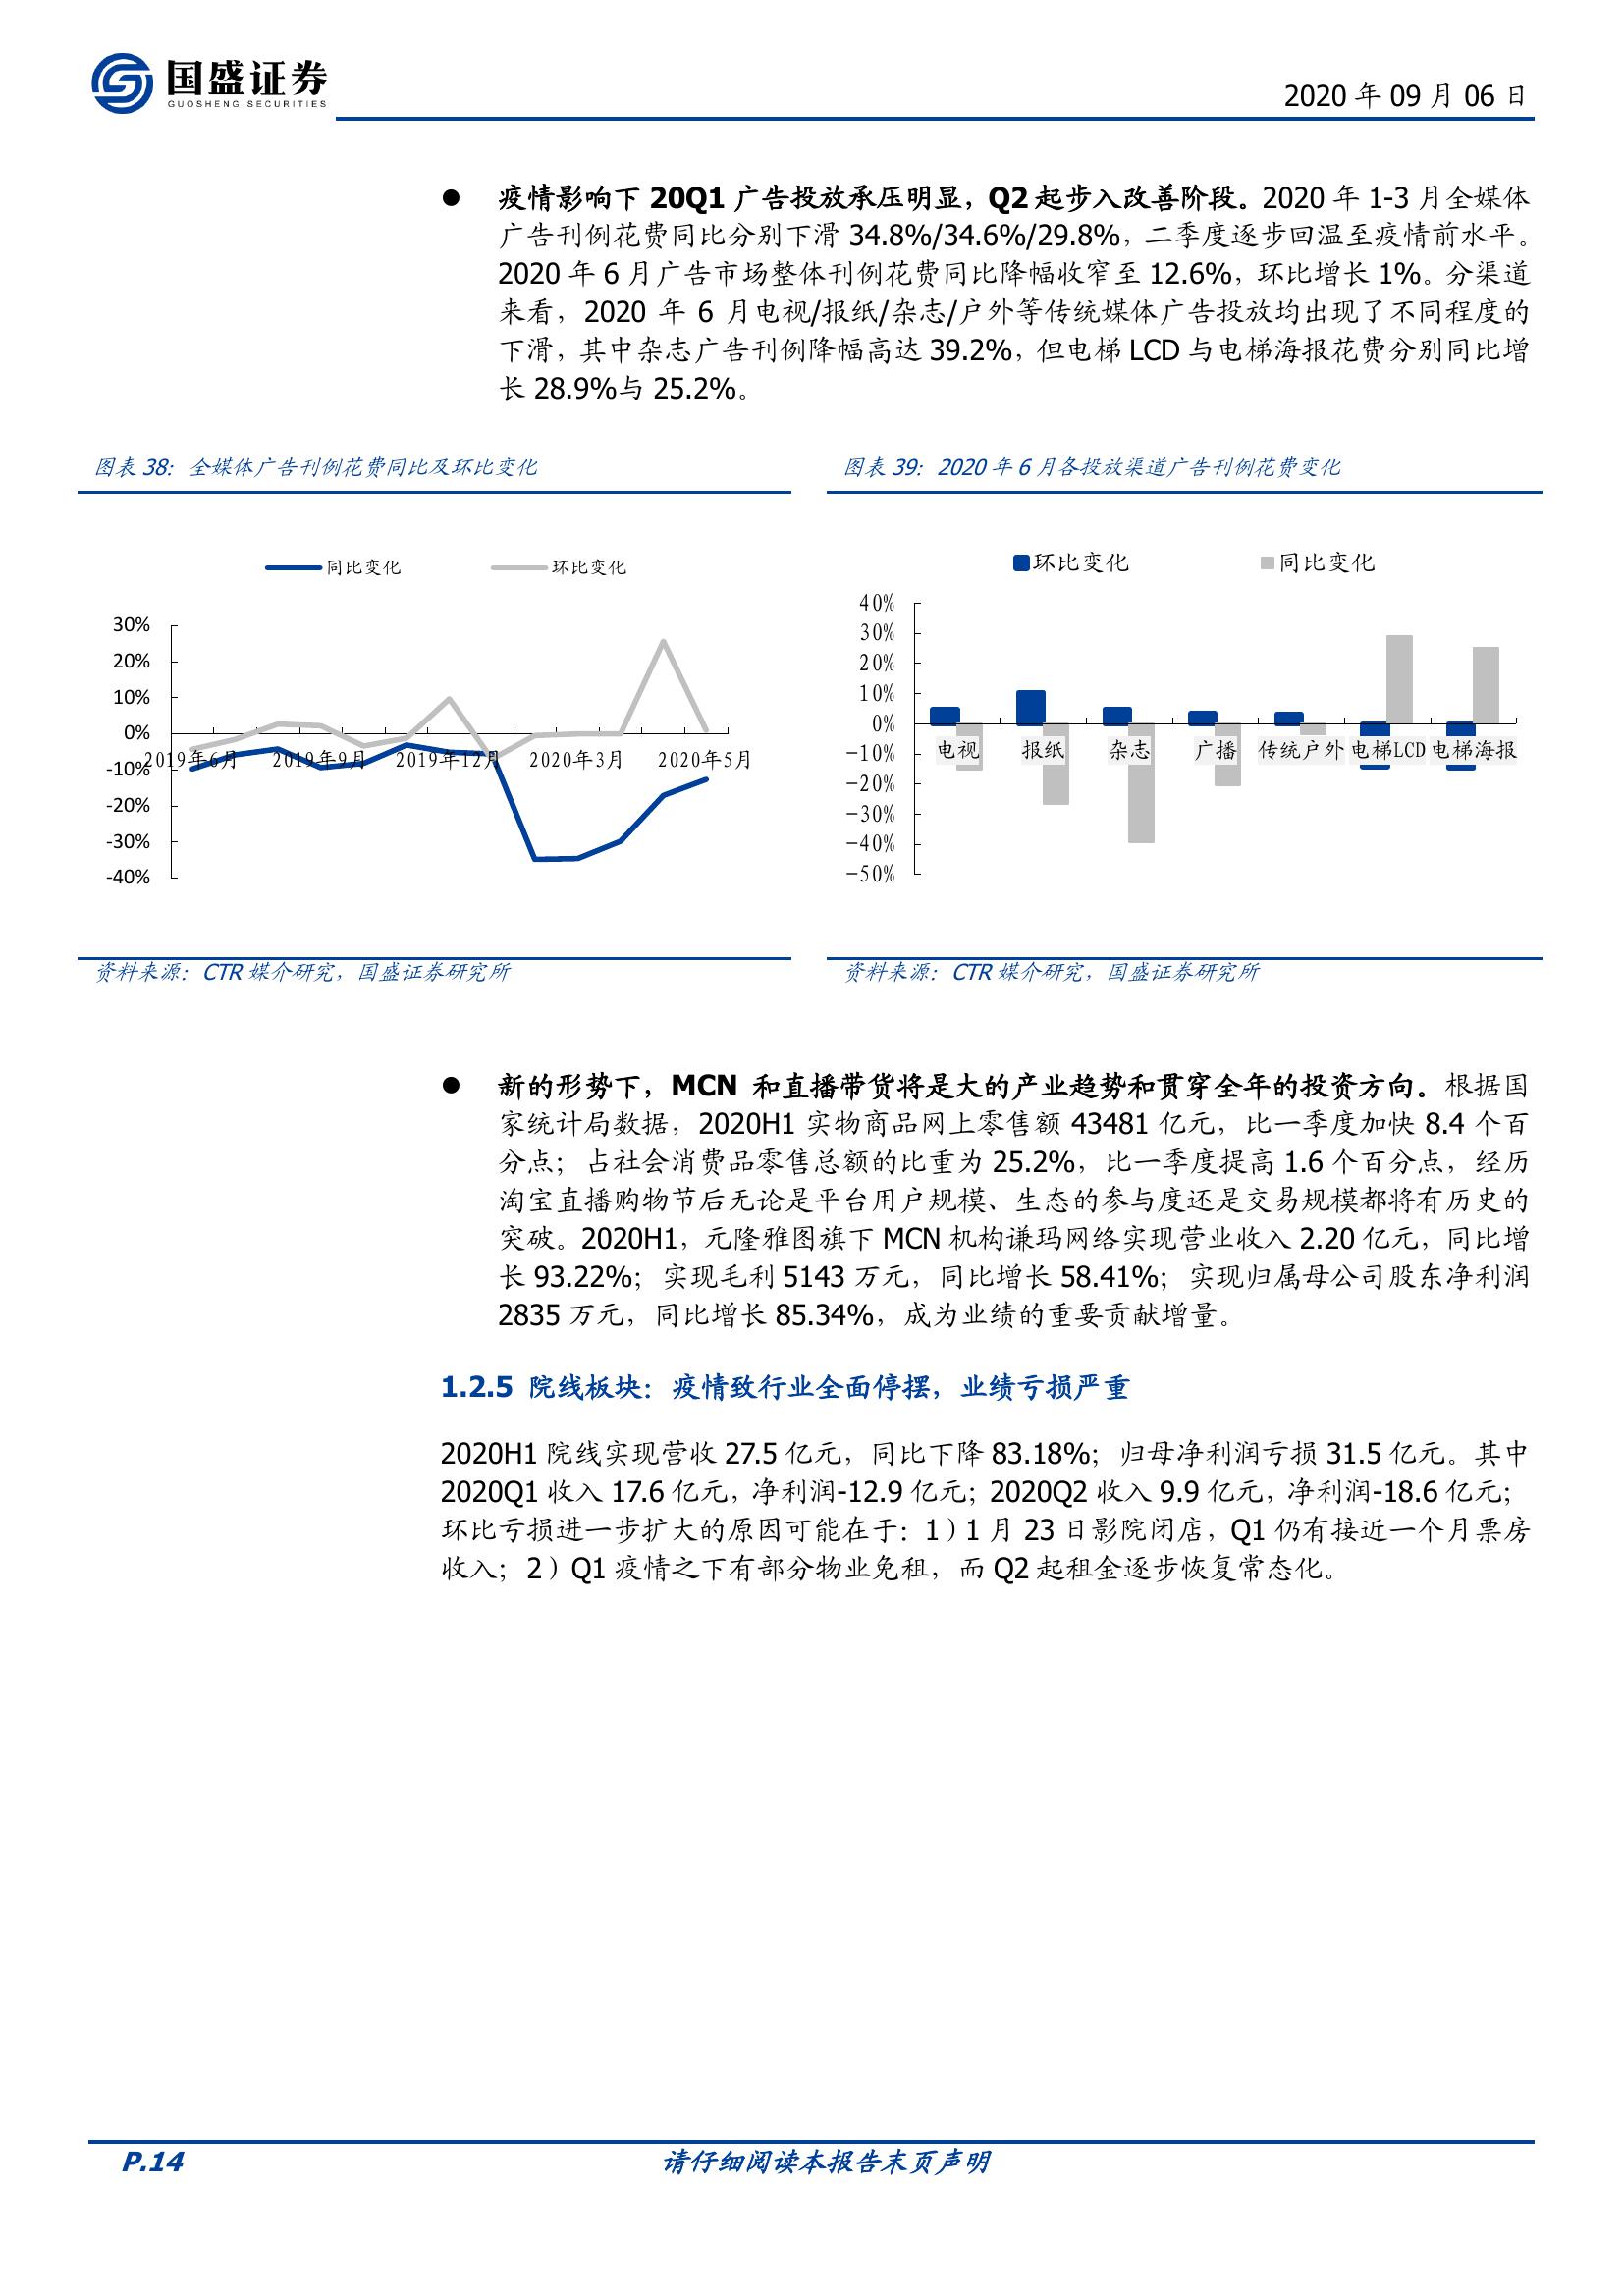 国盛证券
GUOSHENG SECURITIES
2020 年 09 月 06 日
● 疫情影响下 20Q1 广告投放承压明显，Q2 起步入改善阶段。2020 年 1-3 月全媒体
广告刊例花费同比分别下滑 34.8%/34.6%/29.8%，二季度逐步回温至疫情前水平。
2020 年 6 月广告市场整体刊例花费同比降幅收窄至 12.6%，环比增长 1%。分渠道
来看，2020 年 6 月电视/报纸/杂志/户外等传统媒体广告投放均出现了不同程度的
下滑，其中杂志广告刊例降幅高达 39.2%，但电梯 LCD 与电梯海报花费分别同比增
长 28.9%与 25.2%。
图表 38：全媒体广告刊例花费同比及环比变化
同比变化 环比变化
30%
20%
10%
0%
-10%
-20%
-30%
-40%
2019年6月 2019年9月 2019年12月 2020年3月 2020年5月
资料来源：CTR 媒介研究，国盛证券研究所
图表 39：2020 年 6 月各投放渠道广告刊例花费变化
环比变化 同比变化
40%
30%
20%
10%
0%
-10%
-20%
-30%
-40%
-50%
电视 报纸 杂志 广播 传统户外 电梯LCD 电梯海报
资料来源：CTR 媒介研究，国盛证券研究所
● 新的形势下，MCN 和直播带货将是大的产业趋势和贯穿全年的投资方向。根据国
家统计局数据，2020H1 实物商品网上零售额 43481 亿元，比一季度加快 8.4 个百
分点；占社会消费品零售总额的比重为 25.2%，比一季度提高 1.6 个百分点，经历
淘宝直播购物节后无论是平台用户规模、生态的参与度还是交易规模都将有历史的
突破。2020H1，元隆雅图旗下 MCN 机构谦玛网络实现营业收入 2.20 亿元，同比增
长 93.22%；实现毛利 5143 万元，同比增长 58.41%；实现归属母公司股东净利润
2835 万元，同比增长 85.34%，成为业绩的重要贡献增量。
1.2.5 院线板块：疫情致行业全面停摆，业绩亏损严重
2020H1 院线实现营收 27.5 亿元，同比下降 83.18%；归母净利润亏损 31.5 亿元。其中
2020Q1 收入 17.6 亿元，净利润-12.9 亿元；2020Q2 收入 9.9 亿元，净利润-18.6 亿元；
环比亏损进一步扩大的原因可能在于：1）1 月 23 日影院闭店，Q1 仍有接近一个月票房
收入；2）Q1 疫情之下有部分物业免租，而 Q2 起租金逐步恢复常态化。
P.14
请仔细阅读本报告末页声明